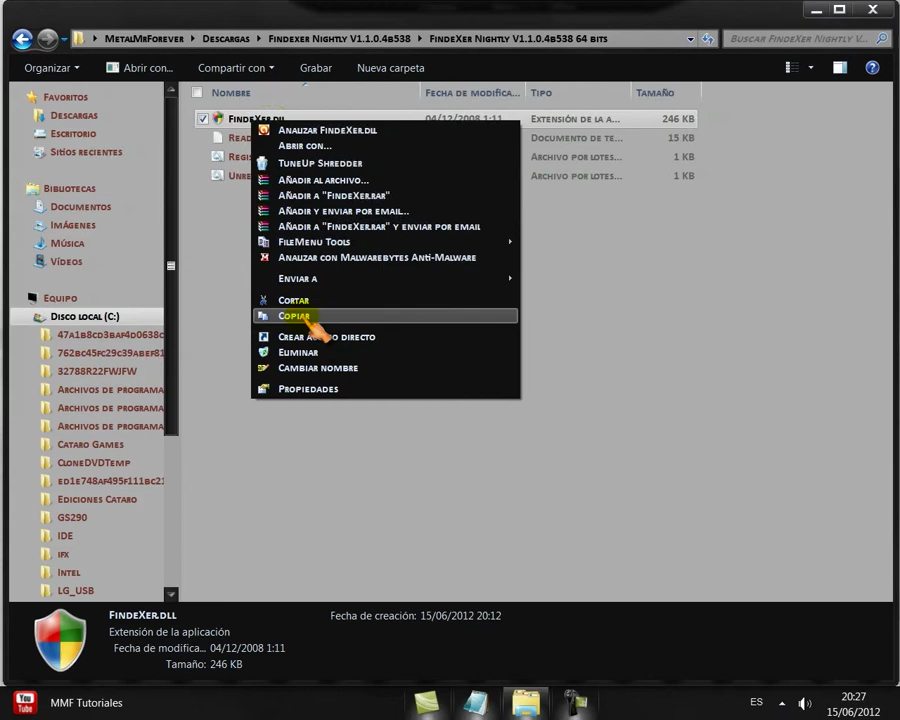 MetalMrForever ▸ Descargas ▸ Findexer Nightly V1.1.0.4b538 ▸ FindeXer Nightly V1.1.0.4b538 64 bits
Buscar FindeXer Nightly V...
Organizar
Abrir con...
Compartir con
Grabar
Nueva carpeta
Favoritos
Descargas
Escritorio
Sitios recientes
Bibliotecas
Documentos
Imágenes
Música
Vídeos
Equipo
Disco local (C:)
47a1b8cd3baf4d0638c
762bc45fc29c39abef81
32788R22FWJFW
Archivos de programa
Archivos de programa
Archivos de programa
Cataro Games
CloneDVDTemp
ed1e748af495f111bc21
Ediciones Cataro
GS290
IDE
ifx
Intel
LG_USB
Nombre
Fecha de modifica...
Tipo
Tamaño
FindeXer.dll
04/12/2008 1:11
Extensión de la a...
246 KB
Read
Documento de te...
15 KB
Regis
Archivo por lotes...
1 KB
Unre
Archivo por lotes...
1 KB
Analizar FindeXer.dll
Abrir con...
TuneUp Shredder
Añadir al archivo...
Añadir a "FindeXer.rar"
Añadir y enviar por email...
Añadir a "FindeXer.rar" y enviar por email
FileMenu Tools
Analizar con Malwarebytes Anti-Malware
Enviar a
Cortar
Copiar
Eliminar
Cambiar nombre
Propiedades
FindeXer.dll
Extensión de la aplicación
Fecha de modifica... 04/12/2008 1:11
Tamaño: 246 KB
Fecha de creación: 15/06/2012 20:12
You Tube
MMF Tutoriales
ES
20:27
15/06/2012